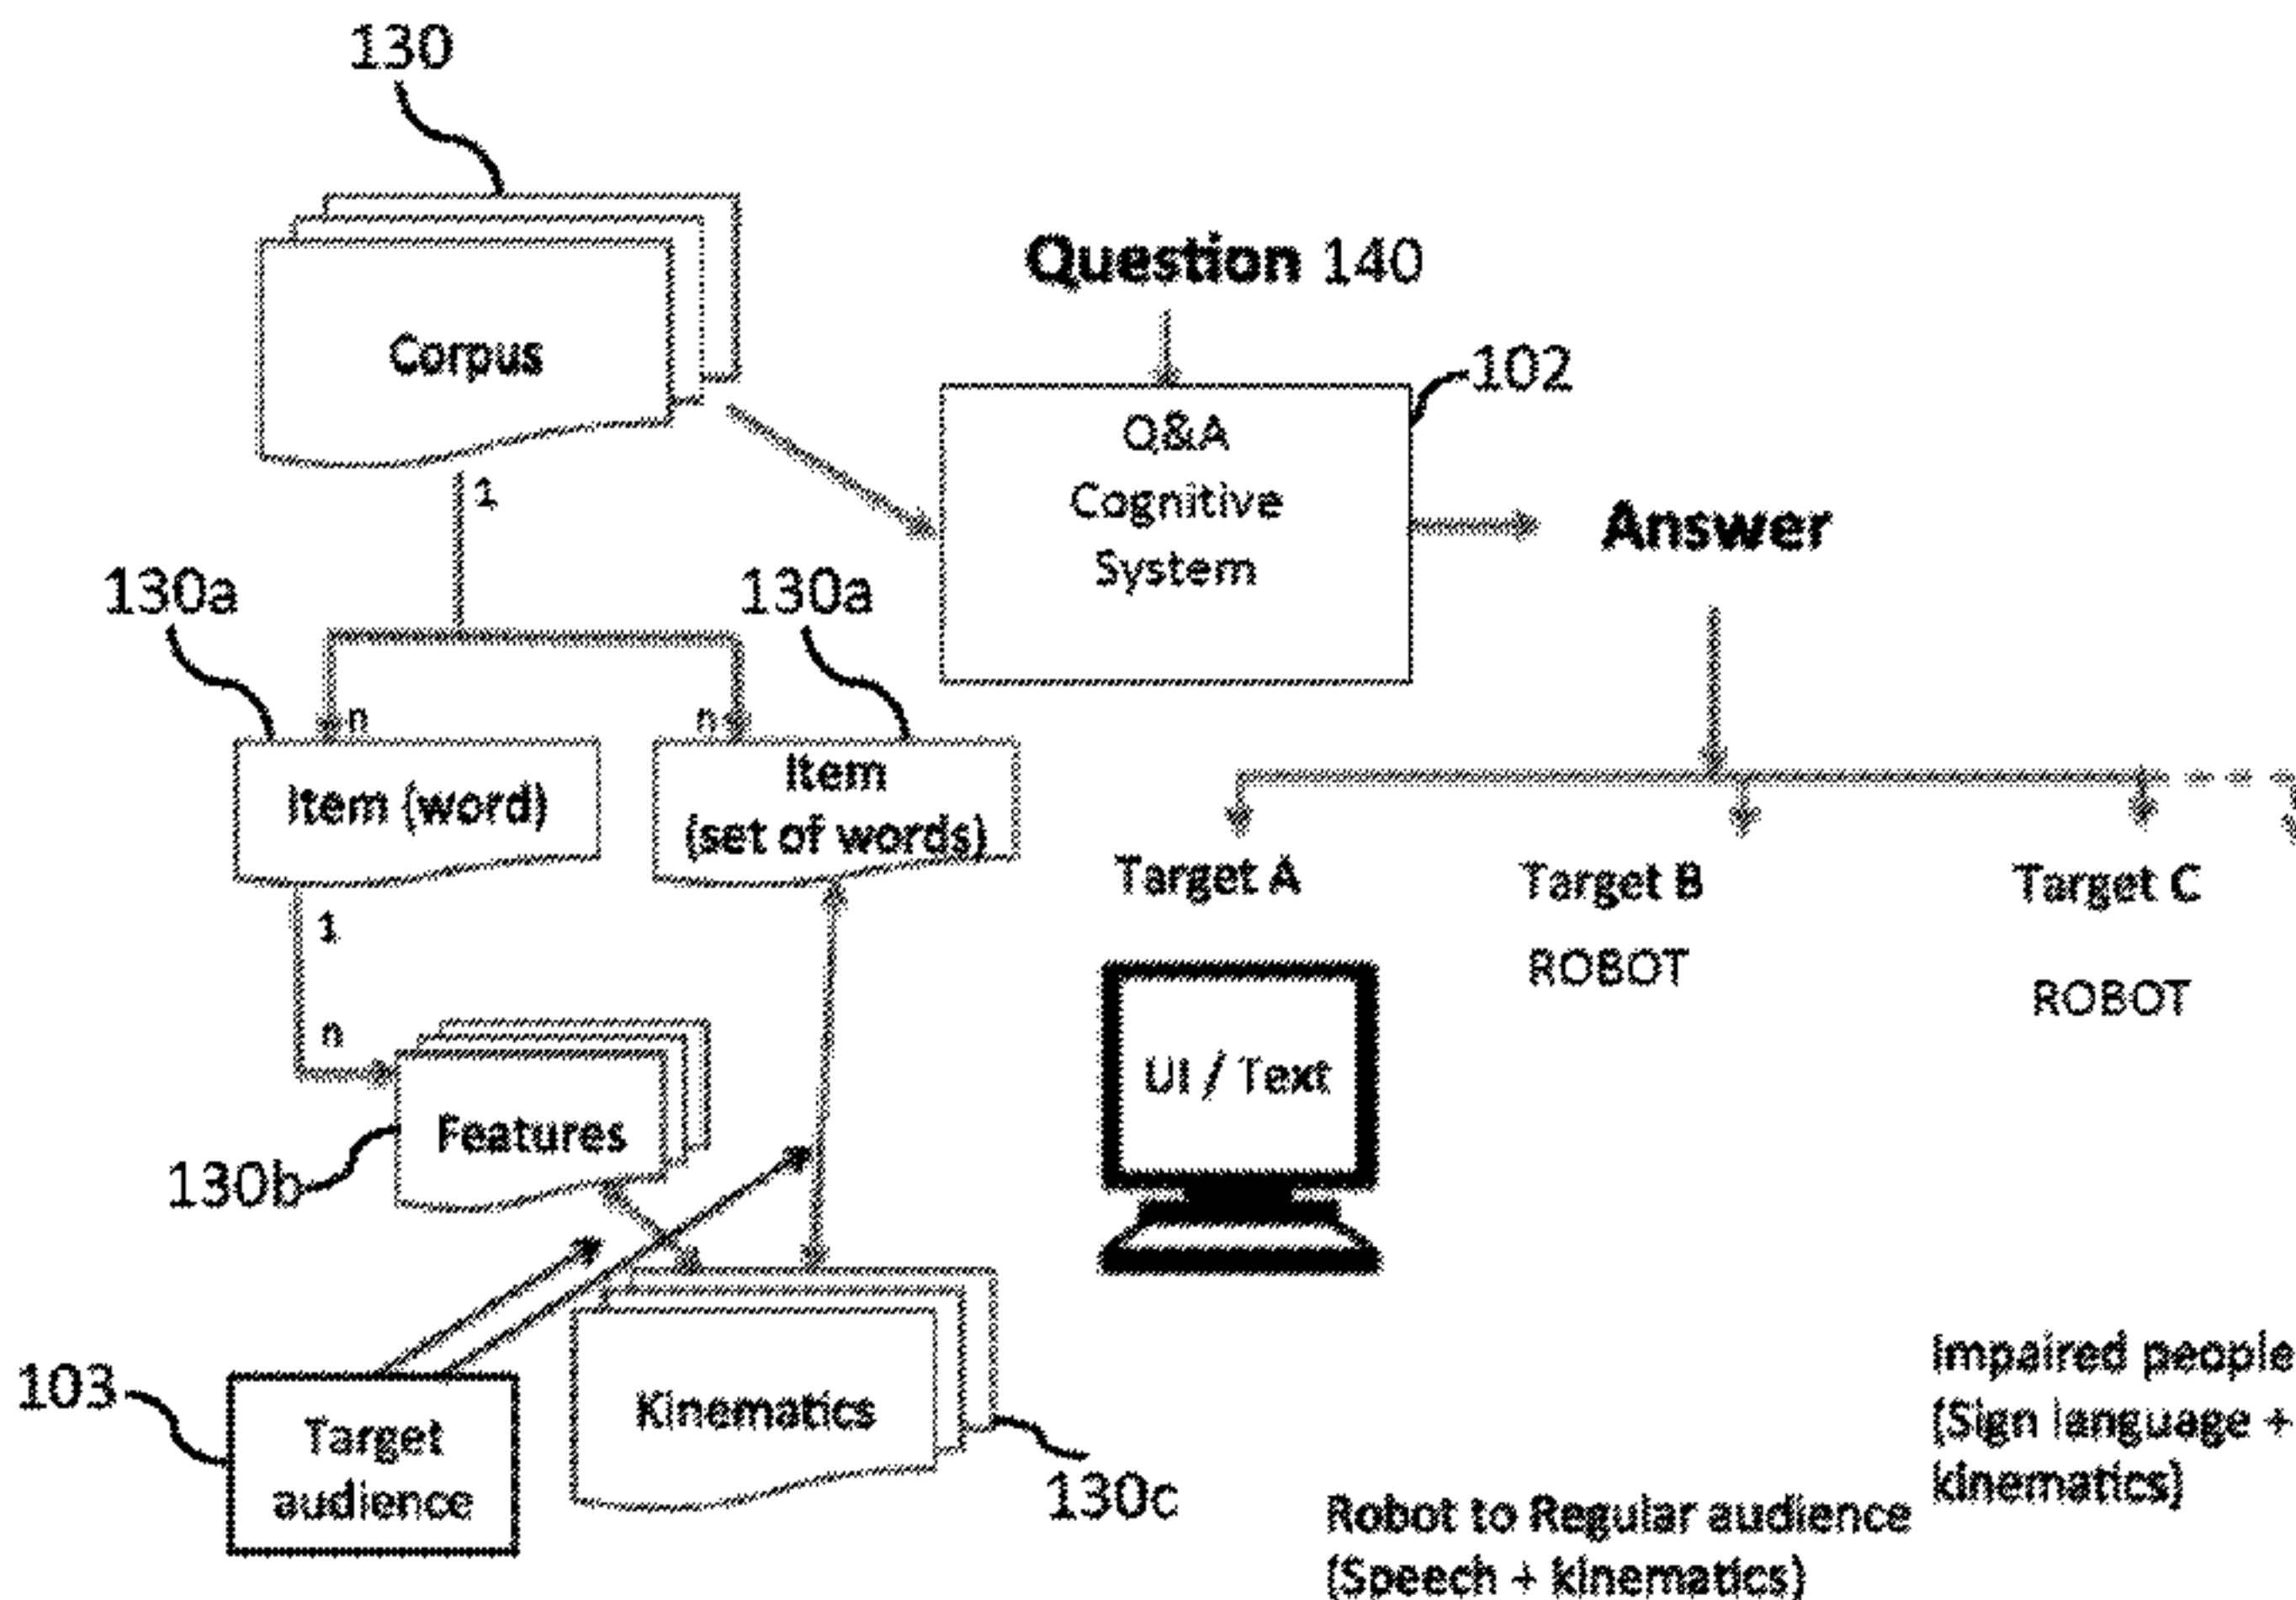 130
Corpus
Question 140
102
Q&A
Cognitive
System
Answer
1
130a
130a
n
n
Item (word)
Item
(set of words)
Target A
Target B
Target C
ROBOT
ROBOT
1
n
UI / Text
Features
130b
103
Target
audience
Kinematics
130c
Impaired people
(Sign language +
kinematics)
Robot to Regular audience
(Speech + kinematics)